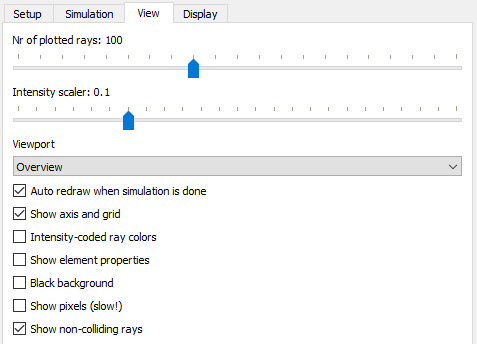 Setup Simulation View Display
Nr of plotted rays: 100
Intensity scaler: 0.1
Viewport
Overview
Auto redraw when simulation is done
Show axis and grid
Intensity-coded ray colors
Show element properties
Black background
Show pixels (slow!)
Show non-colliding rays